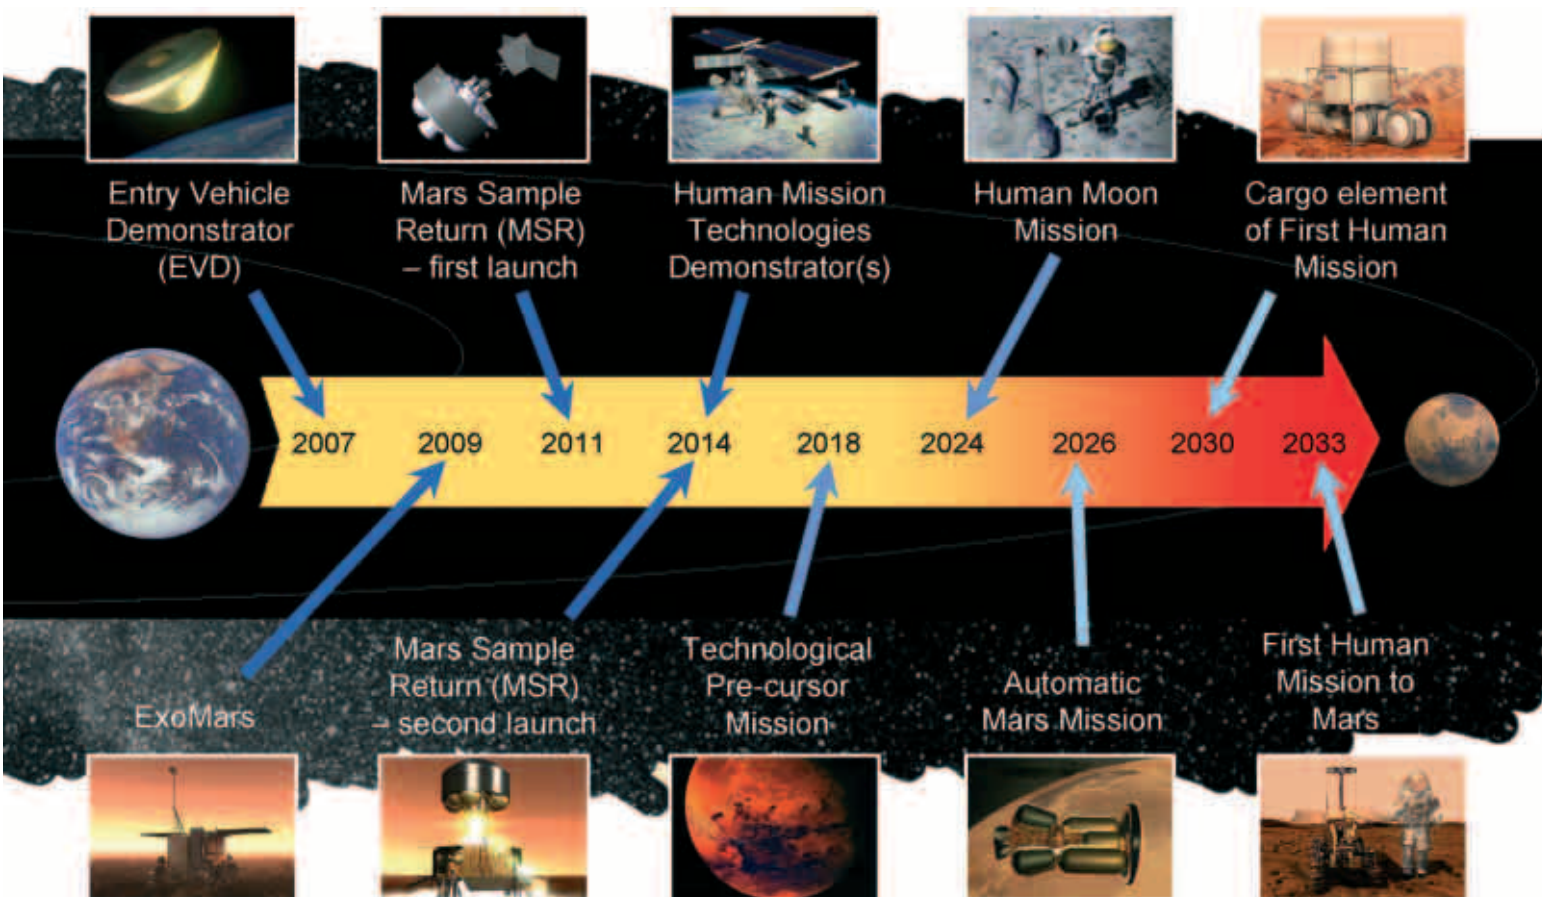 Entry Vehicle
Demonstrator
(EVD)
Mars Sample
Return (MSR)
– first launch
Human Mission
Technologies
Demonstrator(s)
Human Moon
Mission
Cargo element
of First Human
Mission
2007
2009
2011
2014
2018
2024
2026
2030
2033
ExoMars
Mars Sample
Return (MSR)
– second launch
Technological
Pre-cursor
Mission
Automatic
Mars Mission
First Human
Mission to
Mars